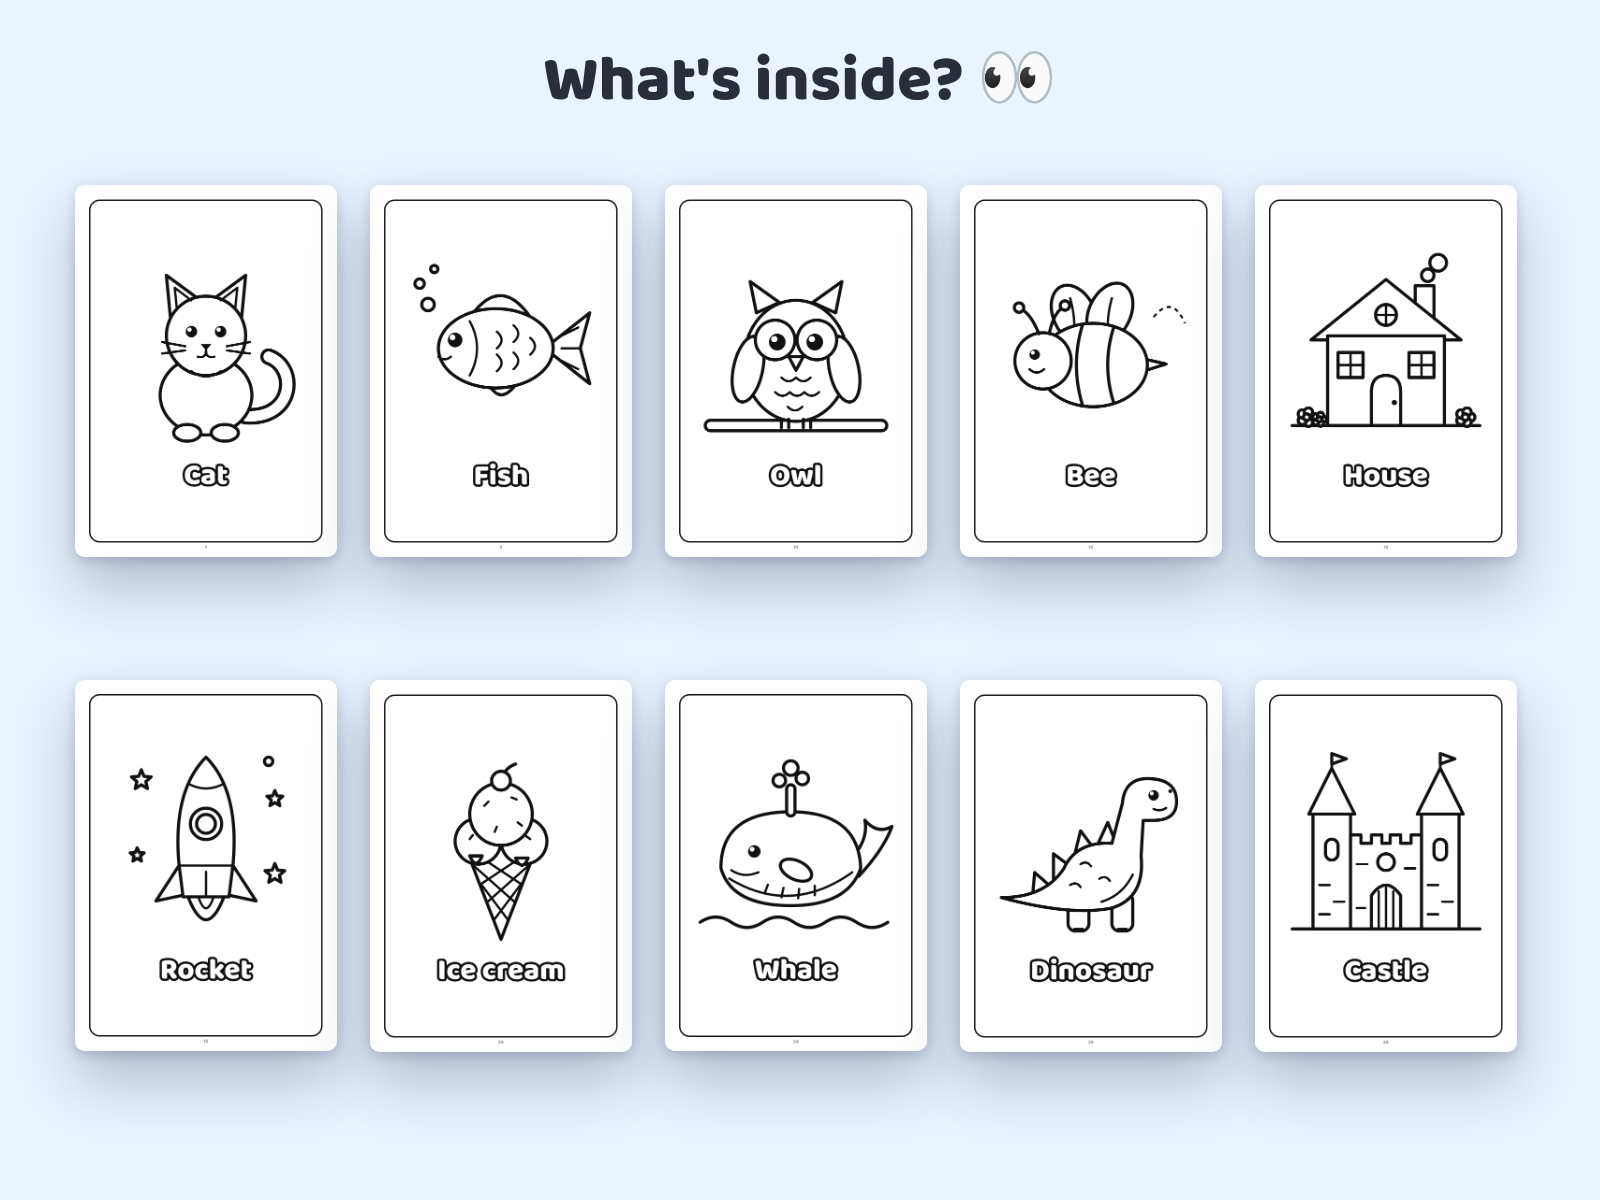 What's inside? 👀
Cat
Fish
Owl
Bee
House
Rocket
Ice cream
Whale
Dinosaur
Castle